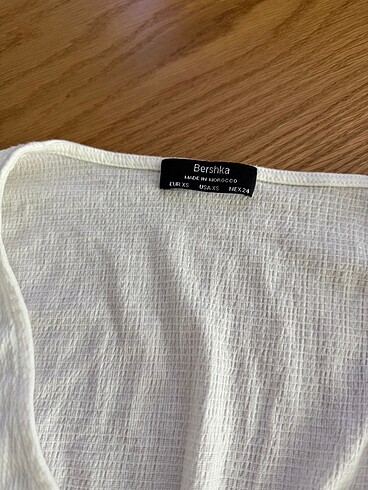 Bershka
MADE IN MOROCCO
EUR XS USA XS MEX 24